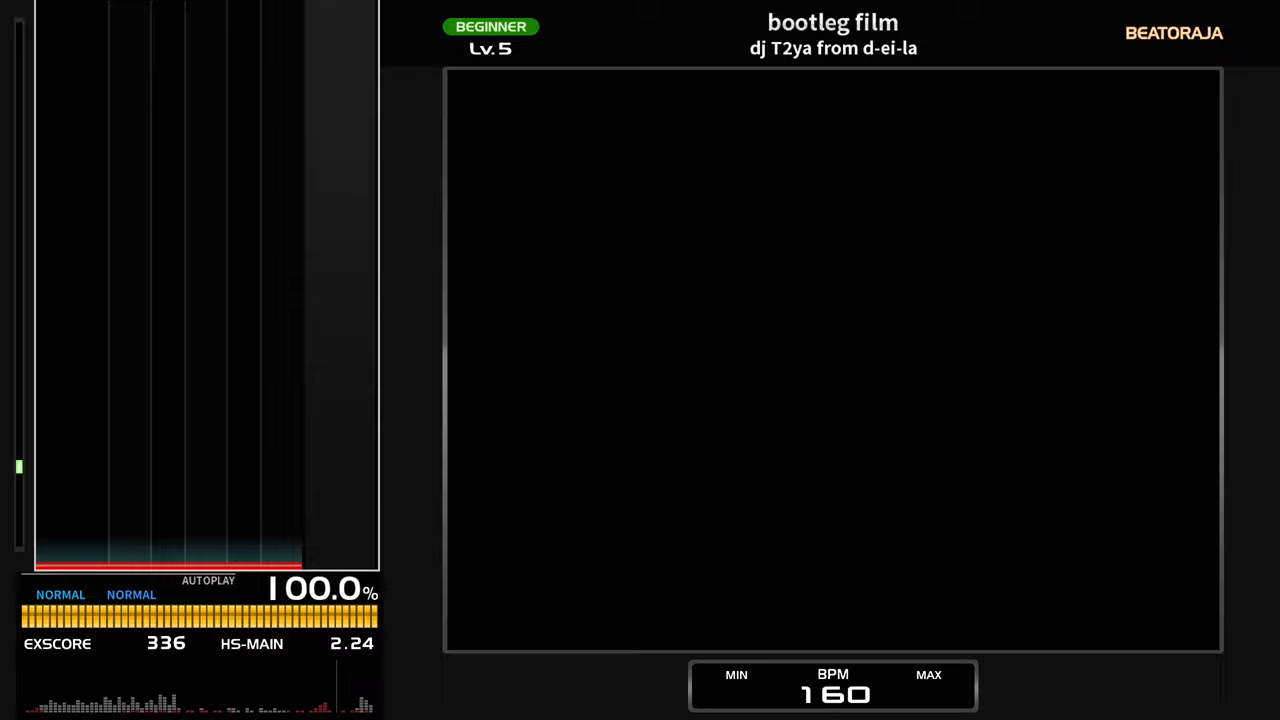 BEGINNER
Lv.5
bootleg film
dj T2ya from d-ei-la
BEATORAJA
AUTOPLAY
100.0%
NORMAL NORMAL
EXSCORE 336 HS-MAIN 2.24
MIN BPM MAX
160